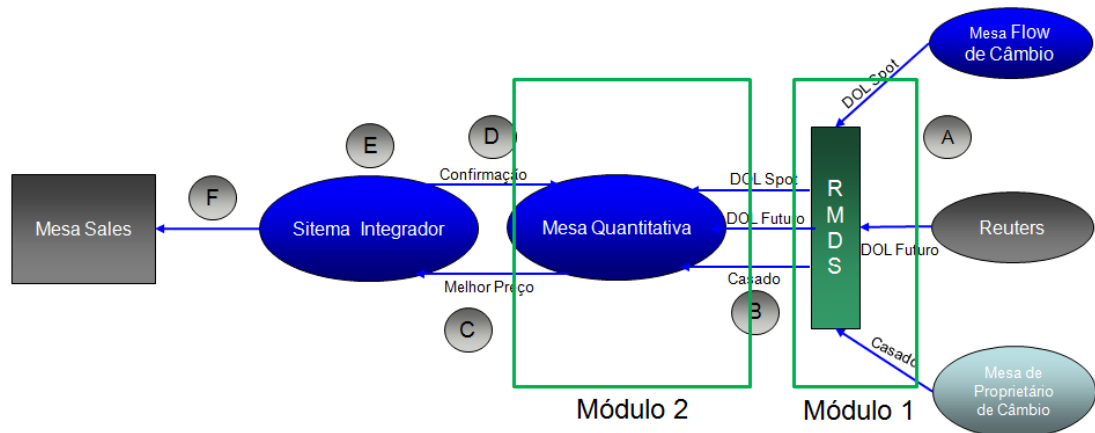 Mesa Flow
de Câmbio
DOL Spot
A
D
E
Confirmação
DOL Spot
R
M
D
S
F
Mesa Sales
Sitema Integrador
Mesa Quantitativa
DOL Futuro
Reuters
DOL Futuro
Melhor Preço
Casado
B
C
Casado
Mesa de
Proprietário
de Câmbio
Módulo 2
Módulo 1